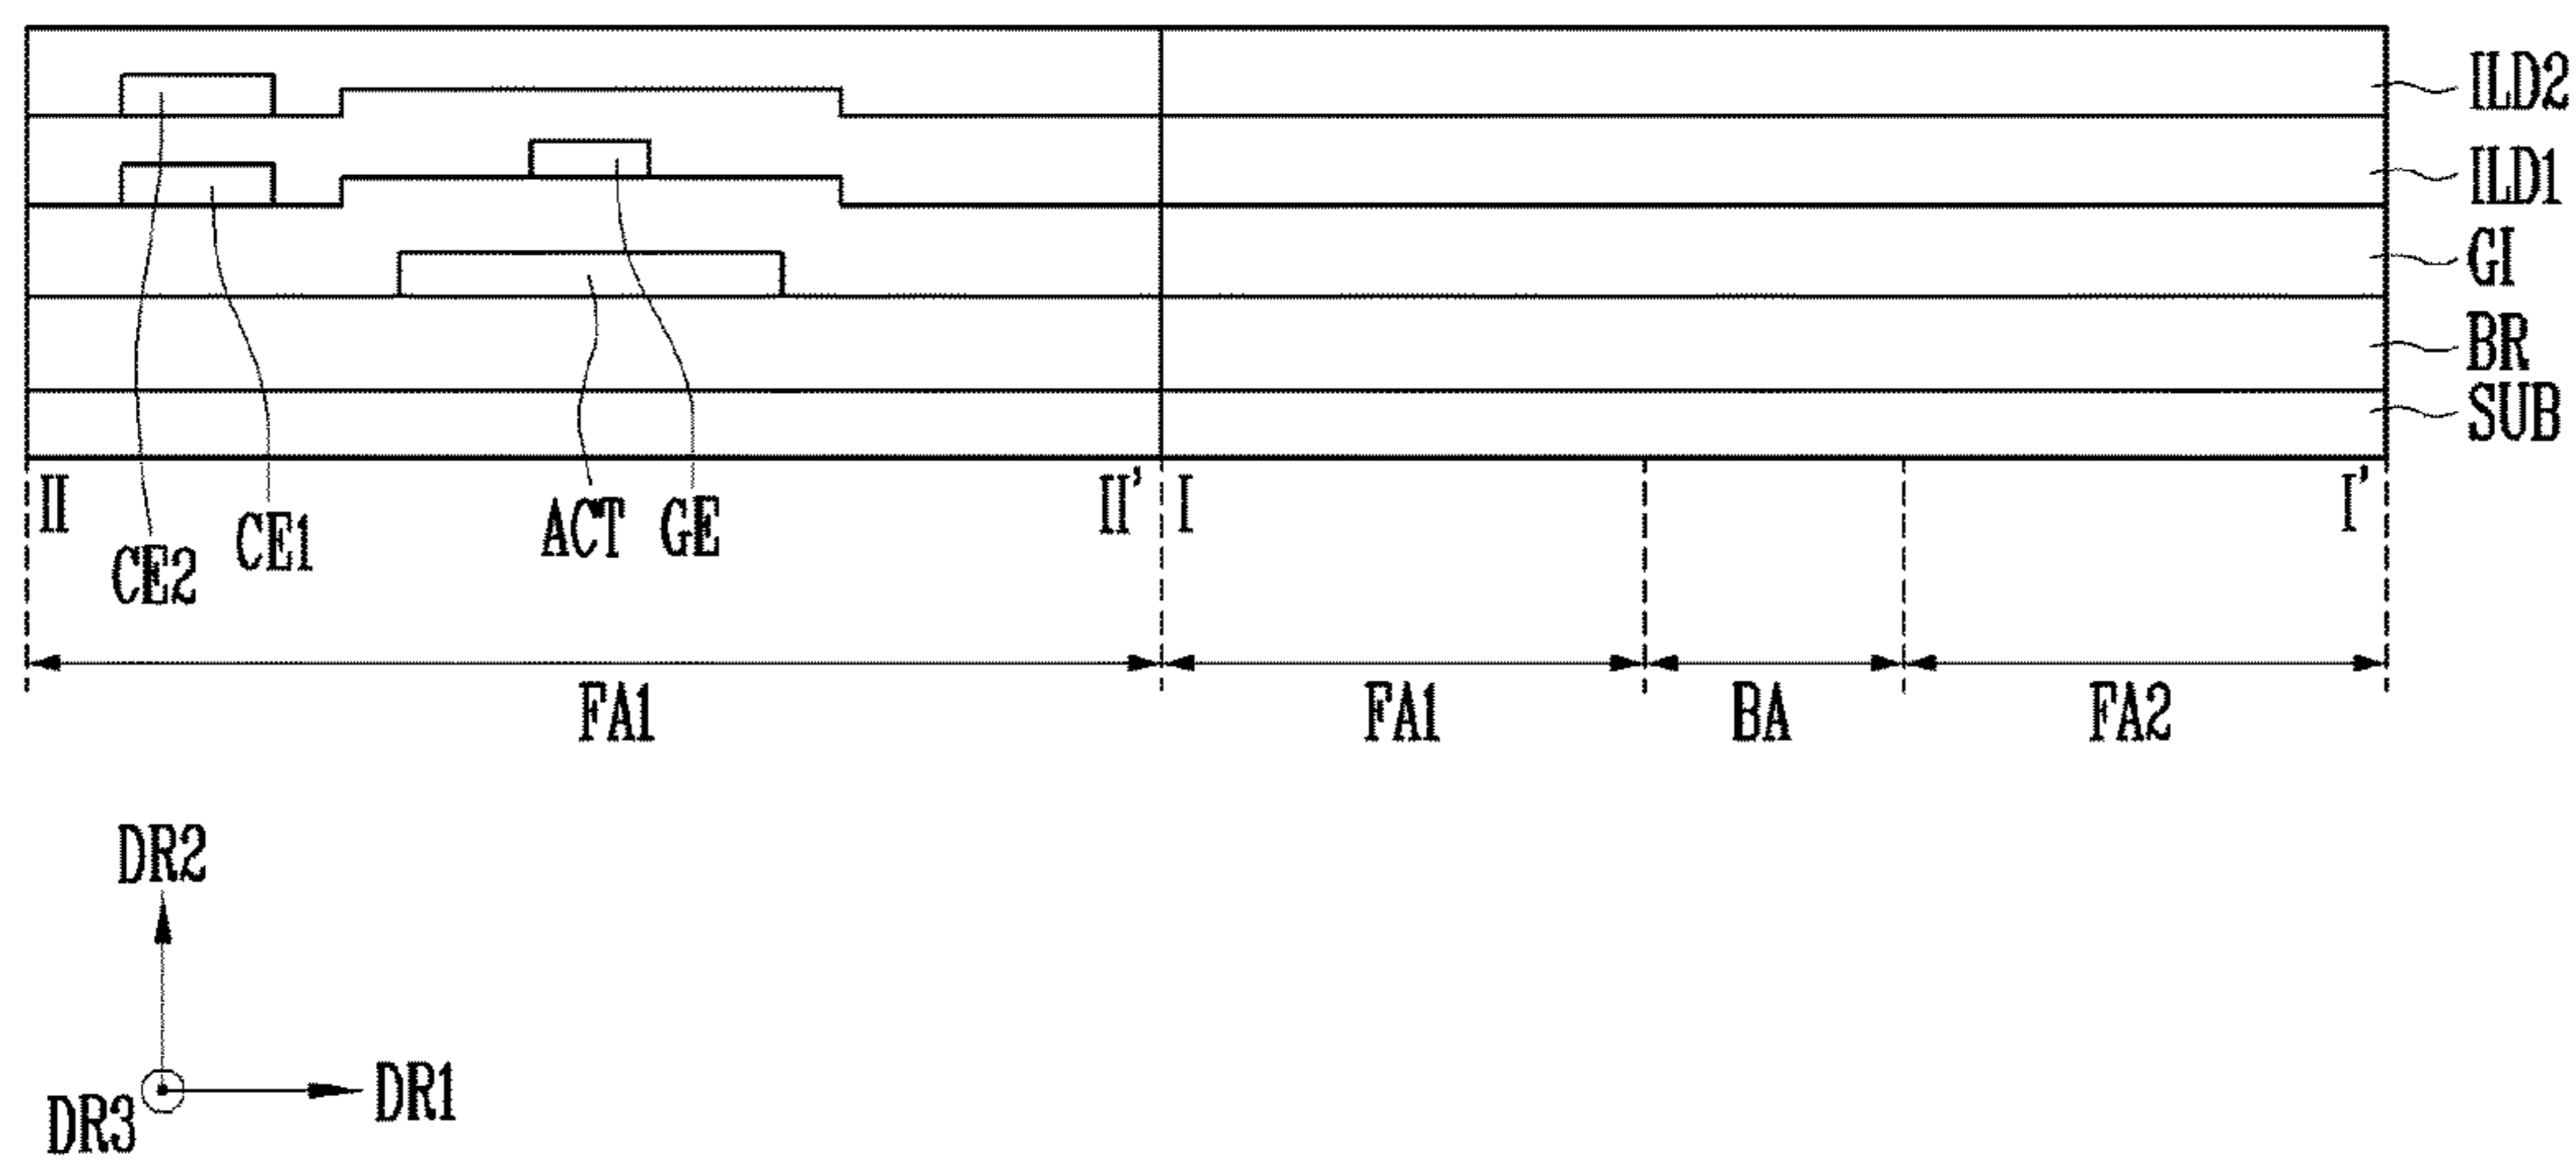 ILD2
ILD1
GI
BR
SUB
II
II'
I
I'
CE2
CE1
ACT
GE
FA1
FA1
BA
FA2
DR2
DR1
DR3